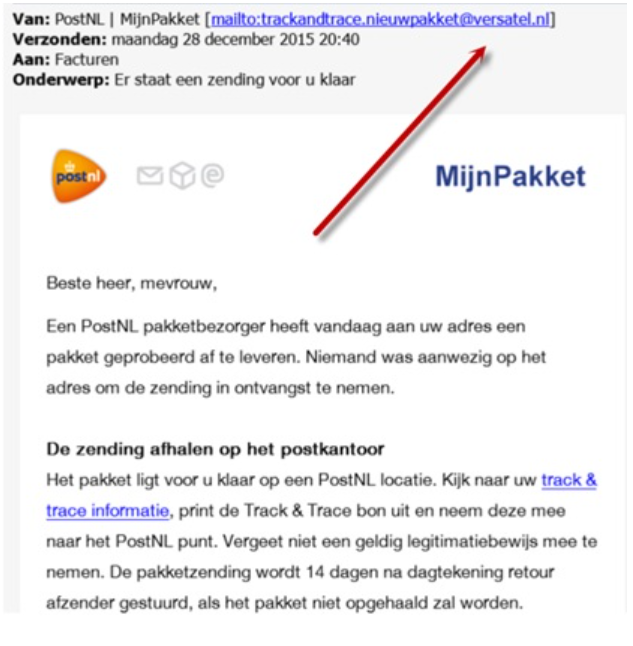 Van: PostNL | MijnPakket [mailto:trackandtrace.nieuwpakket@versatel.nl]
Verzonden: maandag 28 december 2015 20:40
Aan: Facturen
Onderwerp: Er staat een zending voor u klaar
postnl
MijnPakket
Beste heer, mevrouw,
Een PostNL pakketbezorger heeft vandaag aan uw adres een
pakket geprobeerd af te leveren. Niemand was aanwezig op het
adres om de zending in ontvangst te nemen.
De zending afhalen op het postkantoor
Het pakket ligt voor u klaar op een PostNL locatie. Kijk naar uw track &
trace informatie, print de Track & Trace bon uit en neem deze mee
naar het PostNL punt. Vergeet niet een geldig legitimatiebewijs mee te
nemen. De pakketzending wordt 14 dagen na dagtekening retour
afzender gestuurd, als het pakket niet opgehaald zal worden.